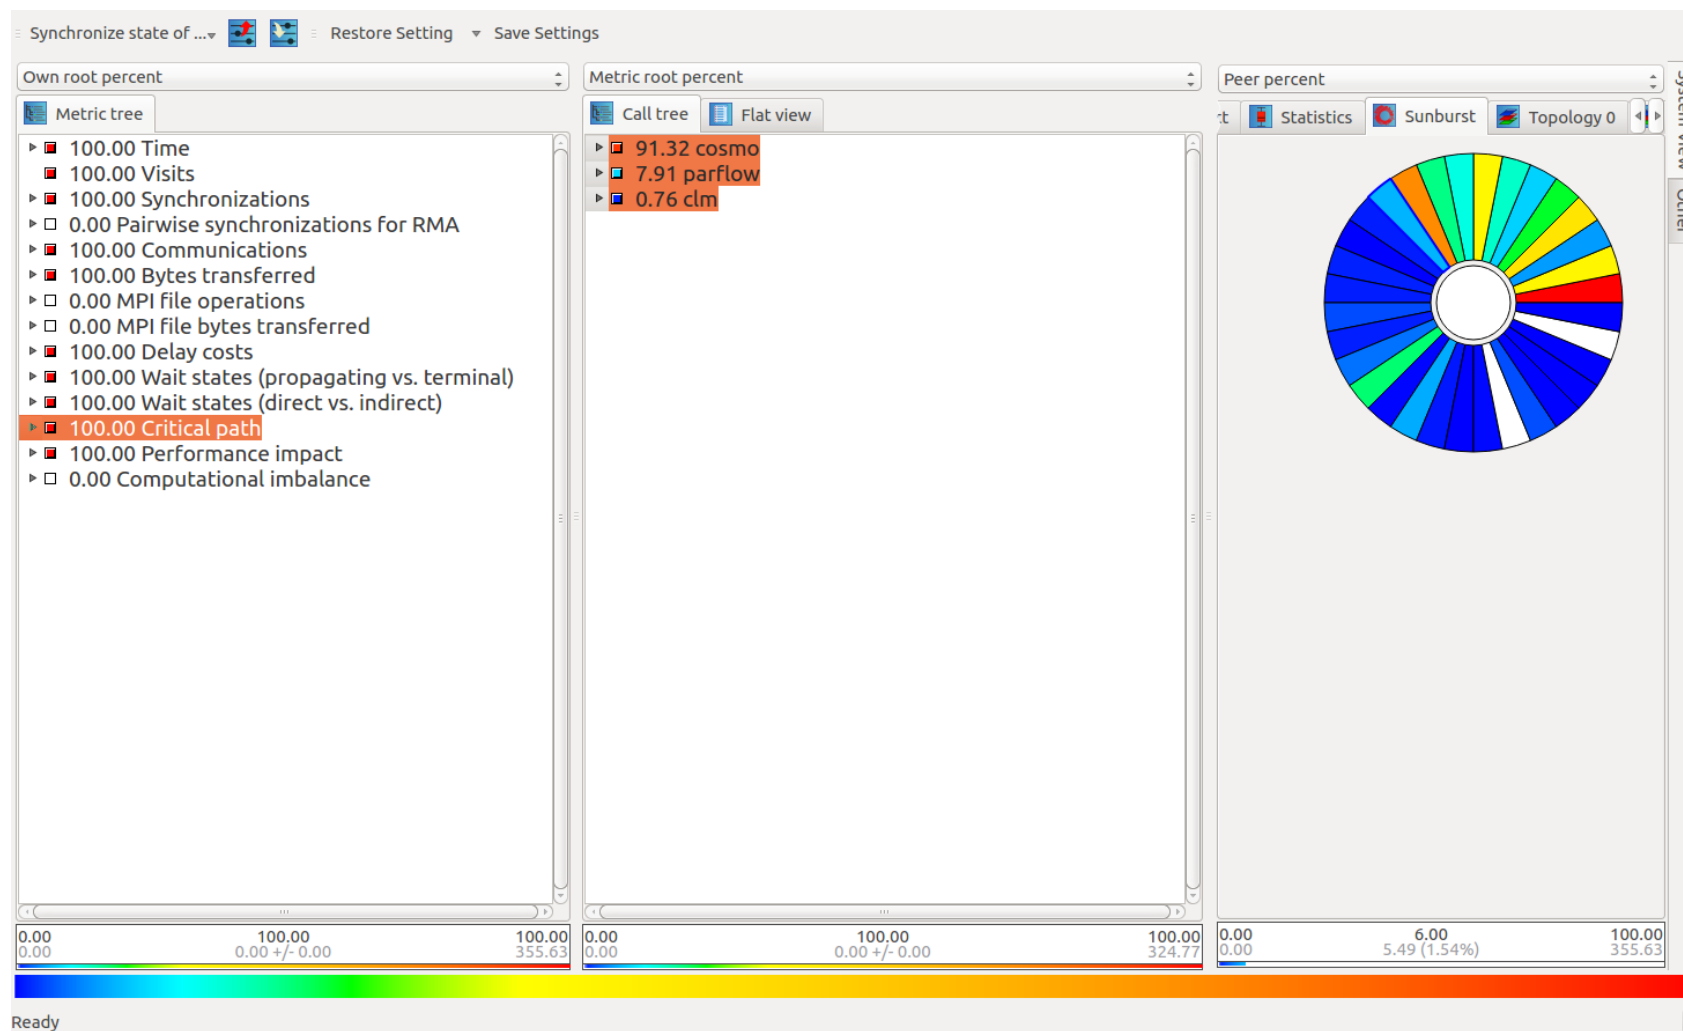 Synchronize state of ... Restore Setting Save Settings
Own root percent
Metric root percent
Peer percent
Metric tree
Call tree
Flat view
Statistics
Sunburst
Topology 0
System view
Other
100.00 Time
100.00 Visits
100.00 Synchronizations
0.00 Pairwise synchronizations for RMA
100.00 Communications
100.00 Bytes transferred
0.00 MPI file operations
0.00 MPI file bytes transferred
100.00 Delay costs
100.00 Wait states (propagating vs. terminal)
100.00 Wait states (direct vs. indirect)
100.00 Critical path
100.00 Performance impact
0.00 Computational imbalance
91.32 cosmo
7.91 parflow
0.76 clm
0.00 100.00 100.00
0.00 0.00 +/- 0.00 355.63
0.00 100.00 100.00
0.00 0.00 +/- 0.00 324.77
0.00 6.00 100.00
0.00 5.49 (1.54%) 355.63
Ready